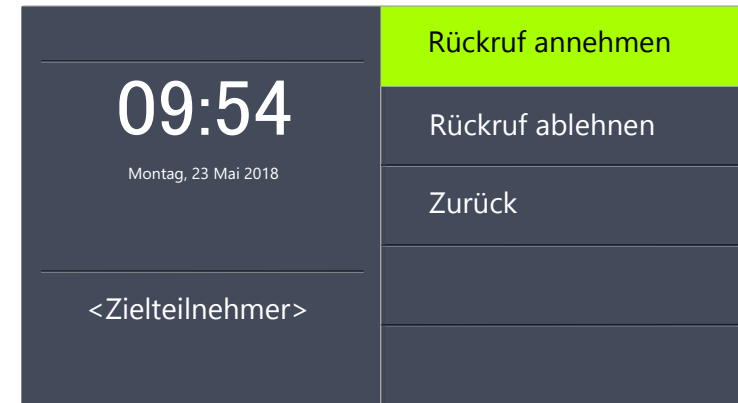 09:54
Montag, 23 Mai 2018
<Zielteilnehmer>
Rückruf annehmen
Rückruf ablehnen
Zurück